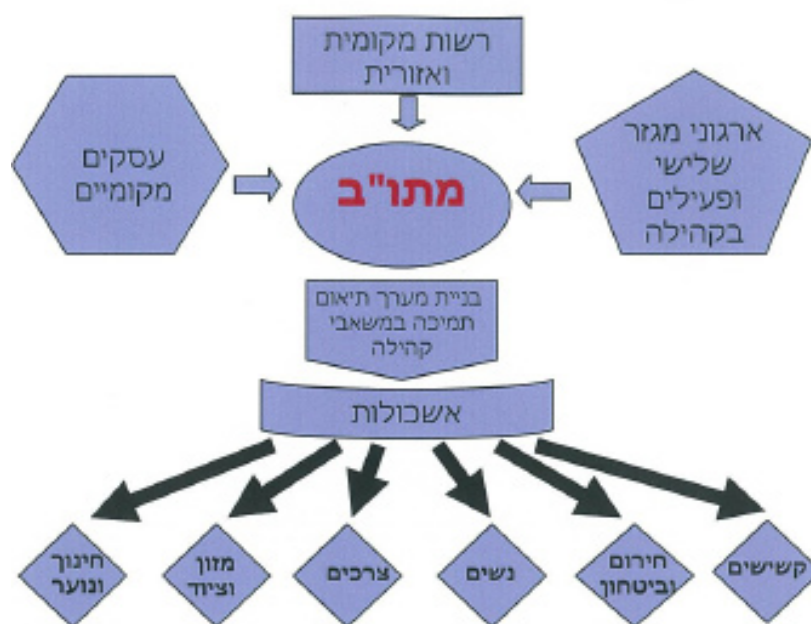 רשות מקומית
ואזורית
ארגוני מגזר
שלישי
ופעילים
בקהילה
מתו"ב
עסקים
מקומיים
בניית מערך תיאום
תמיכה במשאבי
קהילה
אשכולות
קשישים
חירום
וביטחון
נשים
צרכים
מזון
וציוד
חינוך
ונוער